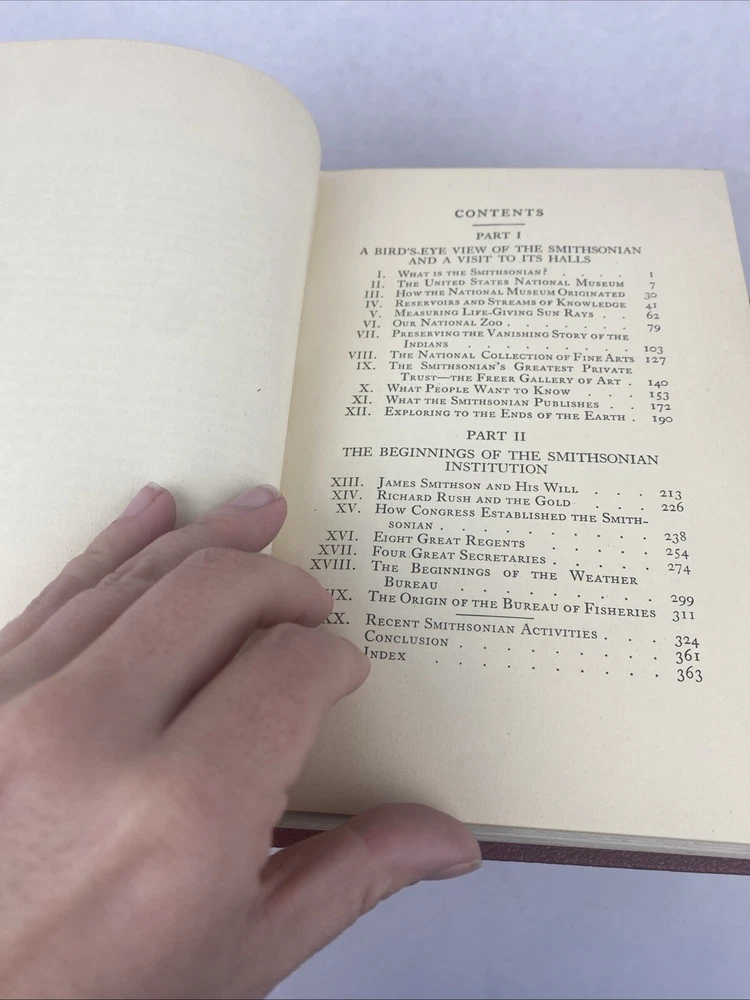 CONTENTS
PART I
A BIRD'S-EYE VIEW OF THE SMITHSONIAN
AND A VISIT TO ITS HALLS
I. What is the Smithsonian? . . . . 1
II. The United States National Museum 7
III. How the National Museum Originated 30
IV. Reservoirs and Streams of Knowledge 41
V. Measuring Life-Giving Sun Rays . . 62
VI. Our National Zoo . . . . . . . 79
VII. Preserving the Vanishing Story of the
Indians . . . . . . . . . 103
VIII. The National Collection of Fine Arts 127
IX. The Smithsonian's Greatest Private
Trust—the Freer Gallery of Art . 140
X. What People Want to Know . . . 153
XI. What the Smithsonian Publishes . . 172
XII. Exploring to the Ends of the Earth . 190
PART II
THE BEGINNINGS OF THE SMITHSONIAN
INSTITUTION
XIII. James Smithson and His Will . . . 213
XIV. Richard Rush and the Gold . . . 226
XV. How Congress Established the Smith-
sonian . . . . . . . . . 238
XVI. Eight Great Regents . . . . . 254
XVII. Four Great Secretaries . . . . . 274
XVIII. The Beginnings of the Weather
Bureau . . . . . . . . 299
IX. The Origin of the Bureau of Fisheries 311
XX. Recent Smithsonian Activities . . . 324
Conclusion . . . . . . . . 361
Index . . . . . . . . . 363